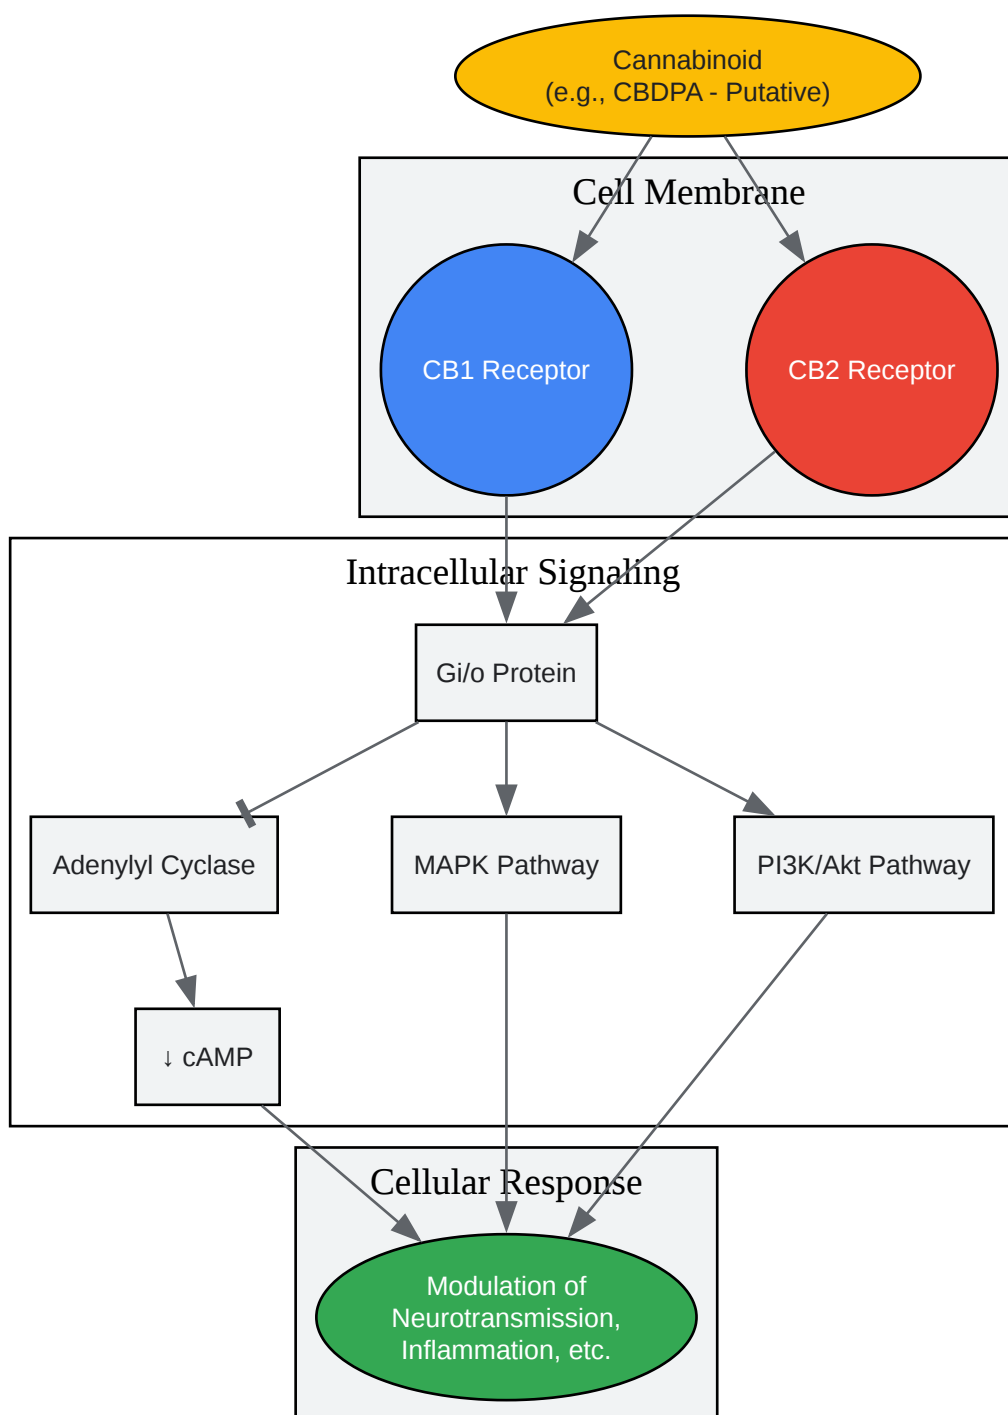 Cannabinoid
(e.g., CBDPA - Putative)
Cell Membrane
CB1 Receptor
CB2 Receptor
Intracellular Signaling
Gi/o Protein
Adenylyl Cyclase
MAPK Pathway
PI3K/Akt Pathway
↓ cAMP
Cellular Response
Modulation of
Neurotransmission,
Inflammation, etc.